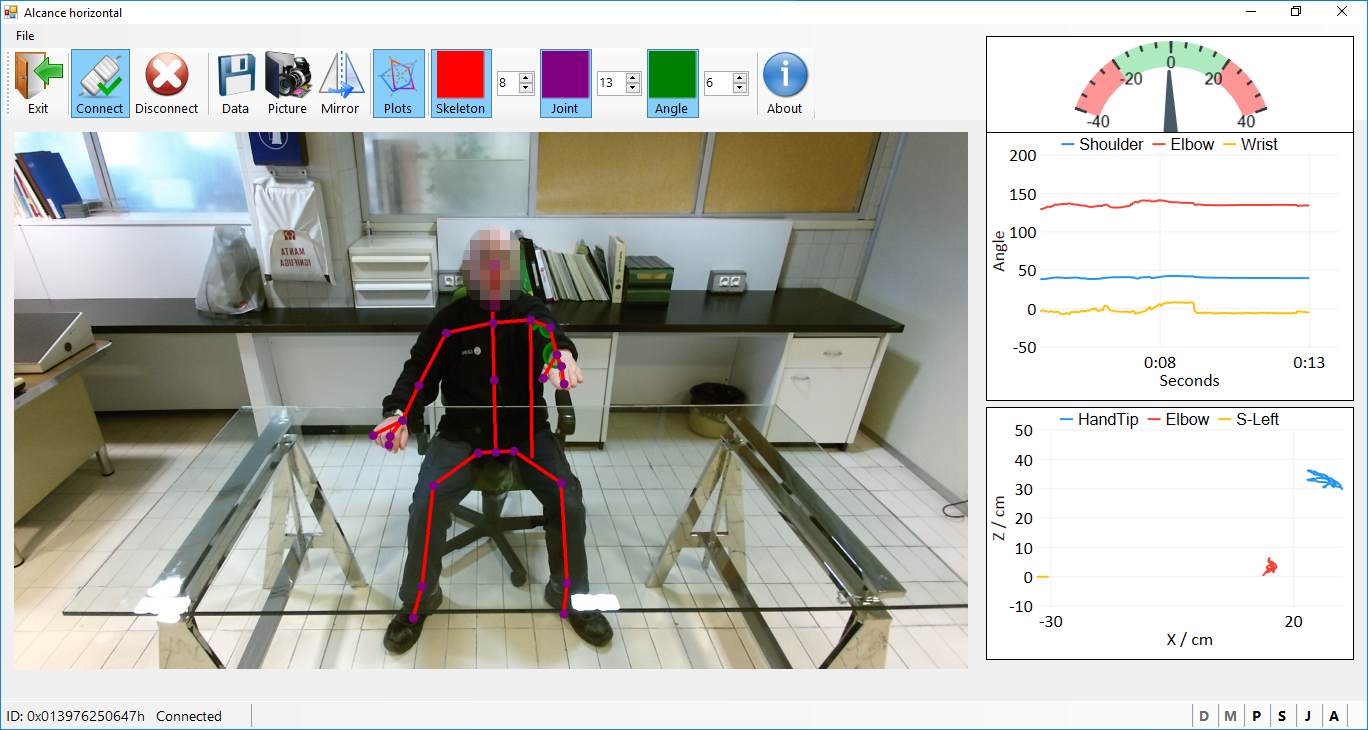 Alcance horizontal
File
Exit
Connect
Disconnect
Data
Picture
Mirror
Plots
Skeleton
8
Joint
13
Angle
6
About
-40 -20 0 20 40
Shoulder Elbow Wrist
200
150
100
50
0
-50
Angle
0:08 0:13
Seconds
HandTip Elbow S-Left
50
40
30
20
10
0
-10
Z / cm
-30 20
X / cm
MANTA
IGNIFUGA
ID: 0x013976250647h Connected
D M P S J A